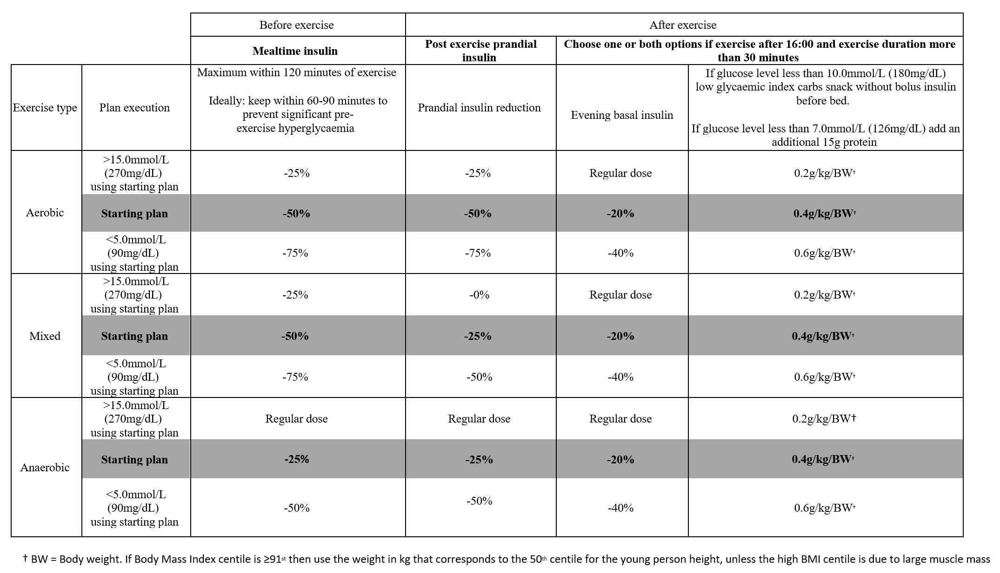 Before exercise
After exercise
Mealtime insulin
Post exercise prandial
insulin
Choose one or both options if exercise after 16:00 and exercise duration more
than 30 minutes
Exercise type
Plan execution
Maximum within 120 minutes of exercise
Ideally: keep within 60-90 minutes to
prevent significant pre-
exercise hyperglycaemia
Prandial insulin reduction
Evening basal insulin
If glucose level less than 10.0mmol/L (180mg/dL)
low glycaemic index carbs snack without bolus insulin
before bed.
If glucose level less than 7.0mmol/L (126mg/dL) add an
additional 15g protein
Aerobic
>15.0mmol/L
(270mg/dL)
using starting plan
-25%
-25%
Regular dose
0.2g/kg/BW†
Starting plan
-50%
-50%
-20%
0.4g/kg/BW†
<5.0mmol/L
(90mg/dL)
using starting plan
-75%
-75%
-40%
0.6g/kg/BW†
Mixed
>15.0mmol/L
(270mg/dL)
using starting plan
-25%
-0%
Regular dose
0.2g/kg/BW†
Starting plan
-50%
-25%
-20%
0.4g/kg/BW†
<5.0mmol/L
(90mg/dL)
using starting plan
-75%
-50%
-40%
0.6g/kg/BW†
Anaerobic
>15.0mmol/L
(270mg/dL)
using starting plan
Regular dose
Regular dose
Regular dose
0.2g/kg/BW†
Starting plan
-25%
-25%
-20%
0.4g/kg/BW†
<5.0mmol/L
(90mg/dL)
using starting plan
-50%
-50%
-40%
0.6g/kg/BW†
† BW = Body weight. If Body Mass Index centile is ≥91st then use the weight in kg that corresponds to the 50th centile for the young person height, unless the high BMI centile is due to large muscle mass